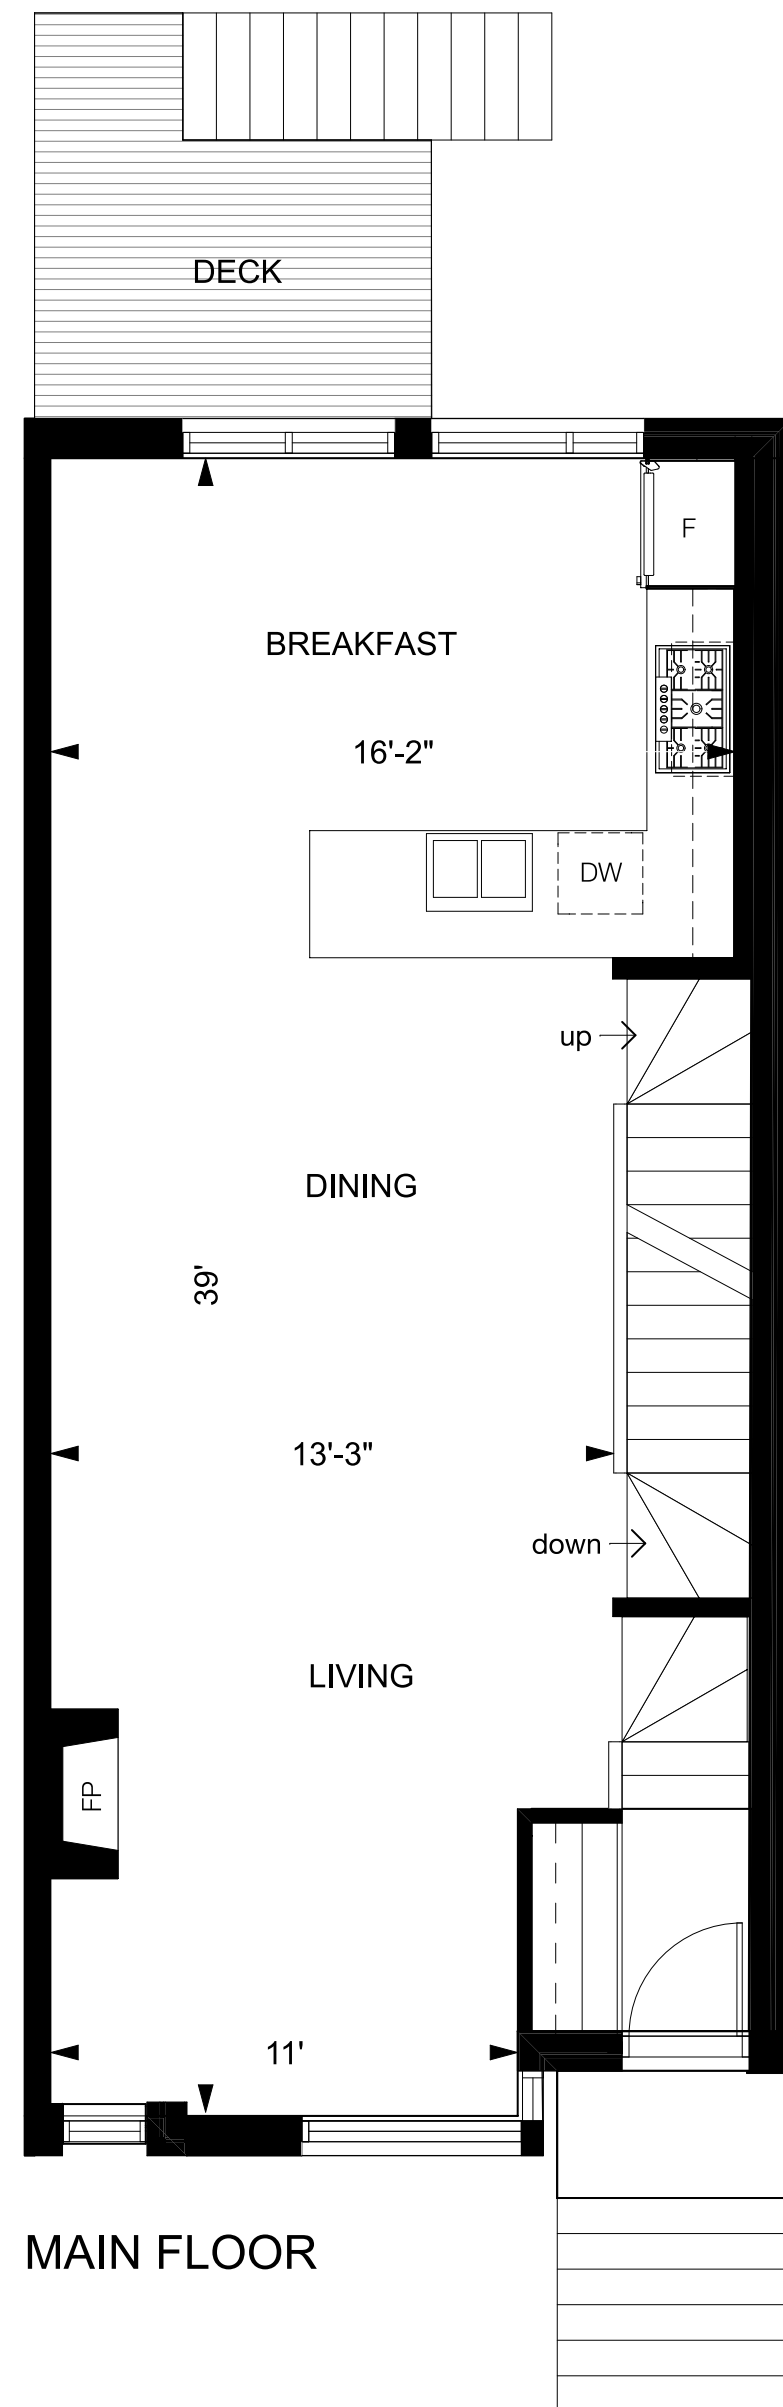 DECK
F
BREAKFAST
16'-2"
DW
up
DINING
39'
13'-3"
down
LIVING
FP
11'
MAIN FLOOR